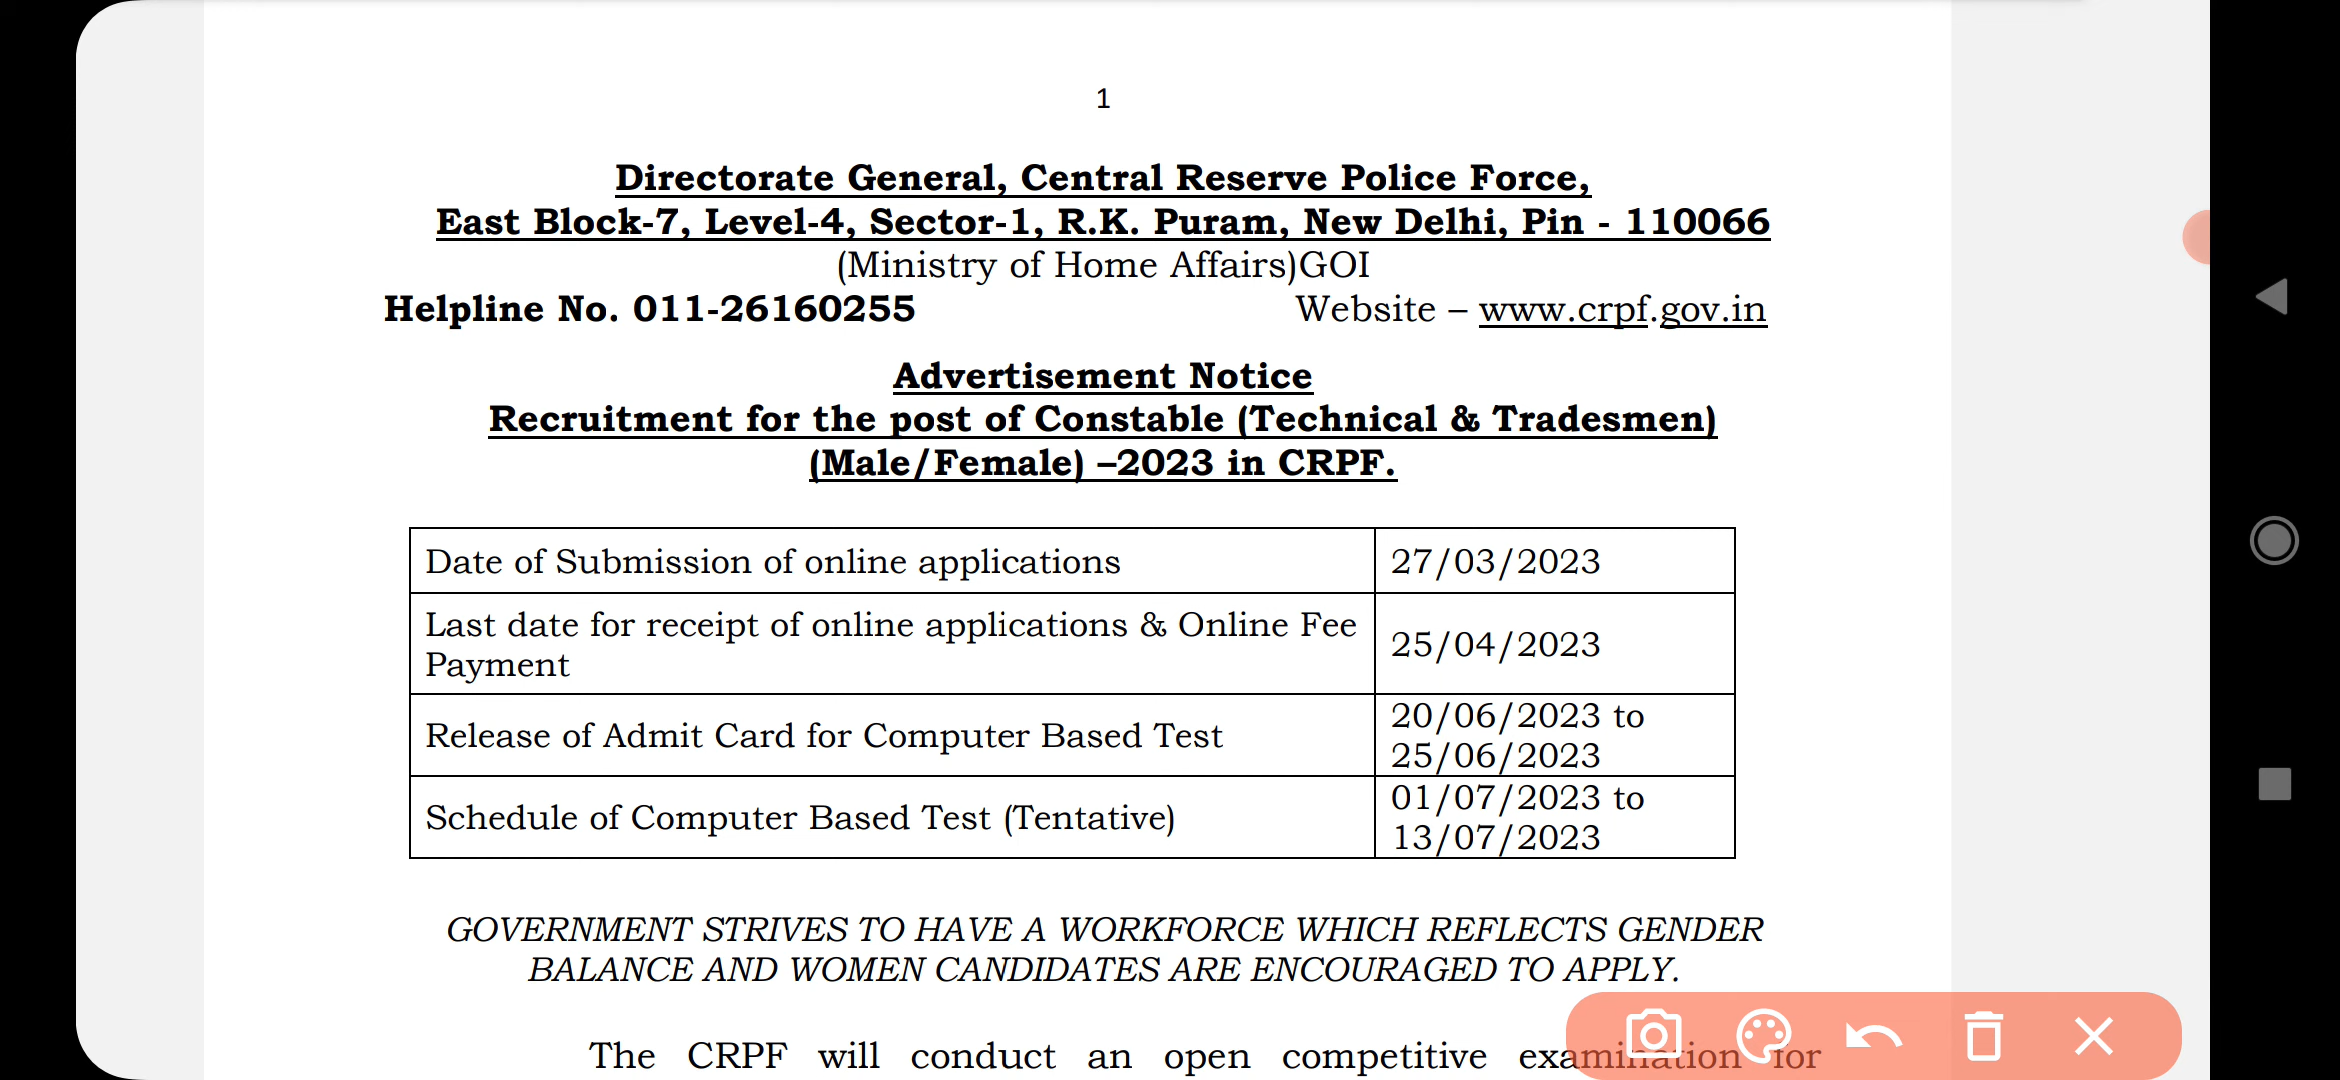 1
Directorate General, Central Reserve Police Force,
East Block-7, Level-4, Sector-1, R.K. Puram, New Delhi, Pin - 110066
(Ministry of Home Affairs)GOI
Helpline No. 011-26160255 Website – www.crpf.gov.in
Advertisement Notice
Recruitment for the post of Constable (Technical & Tradesmen)
(Male/Female) –2023 in CRPF.
Date of Submission of online applications 27/03/2023
Last date for receipt of online applications & Online Fee
Payment 25/04/2023
Release of Admit Card for Computer Based Test 20/06/2023 to
25/06/2023
Schedule of Computer Based Test (Tentative) 01/07/2023 to
13/07/2023
GOVERNMENT STRIVES TO HAVE A WORKFORCE WHICH REFLECTS GENDER
BALANCE AND WOMEN CANDIDATES ARE ENCOURAGED TO APPLY.
The CRPF will conduct an open competitive examination for